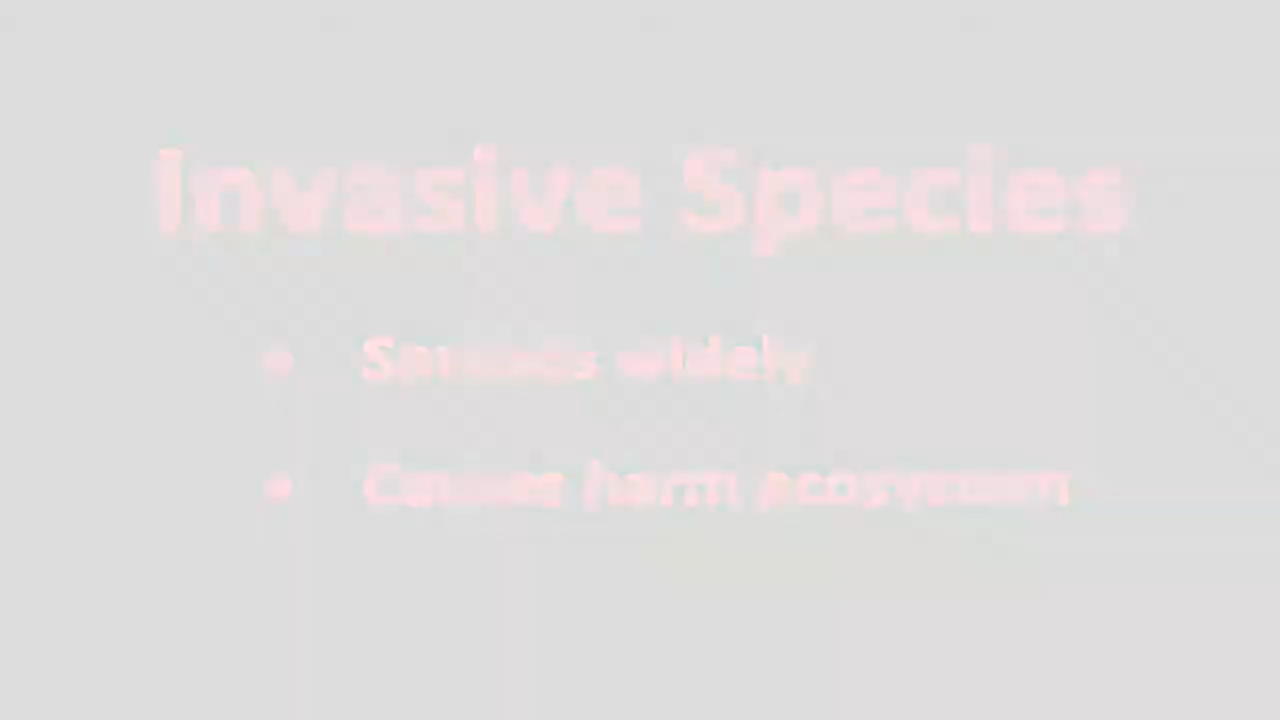 Invasive Species
• Spreads widely
• Causes harm ecosystem